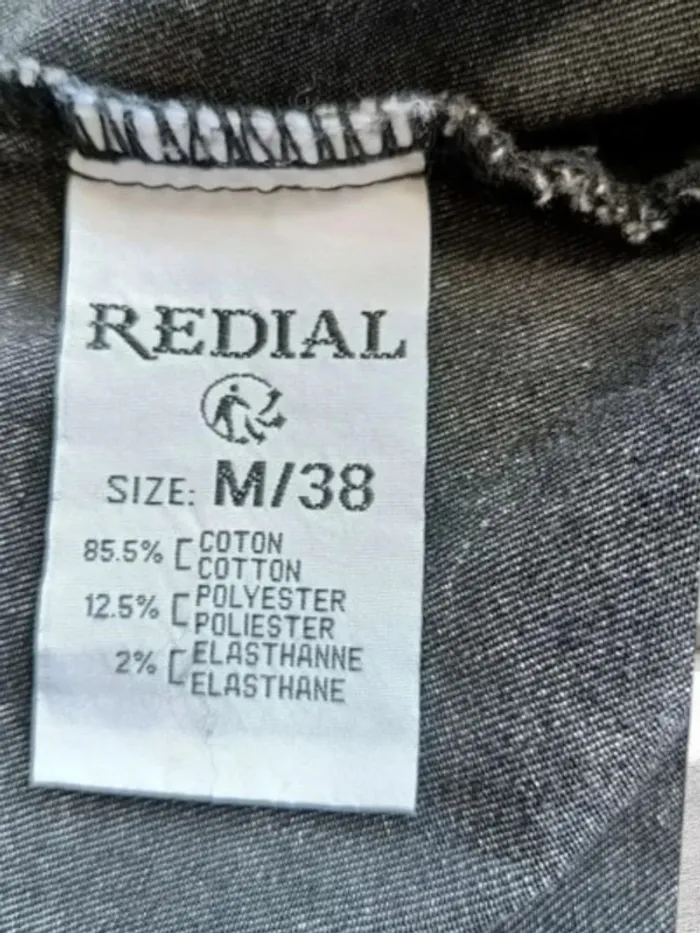 REDIAL
SIZE: M/38
85.5% [COTON
COTTON
12.5% [POLYESTER
POLIESTER
2% [ELASTHANNE
ELASTHANE